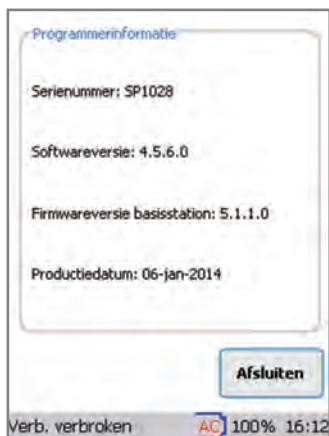 Programmerinformatie
Serienummer: SP1028
Softwareversie: 4.5.6.0
Firmwareversie basisstation: 5.1.1.0
Productiedatum: 06-jan-2014
Afsluiten
Verb. verbroken AC 100% 16:12